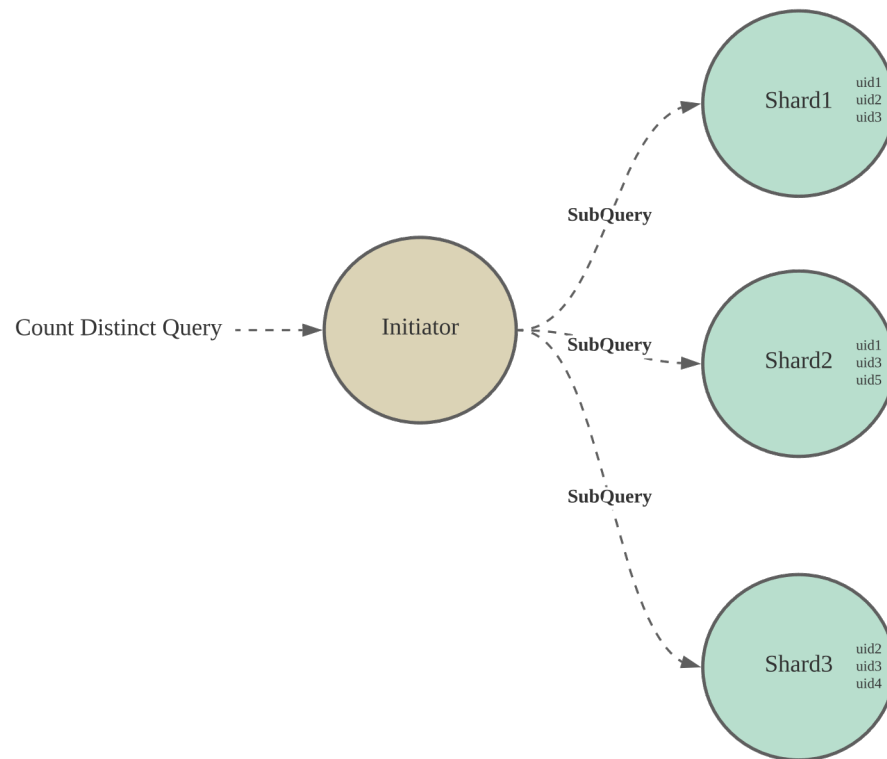 Shard1
uid1
uid2
uid3
SubQuery
Count Distinct Query
Initiator
SubQuery
Shard2
uid1
uid3
uid5
SubQuery
Shard3
uid2
uid3
uid4